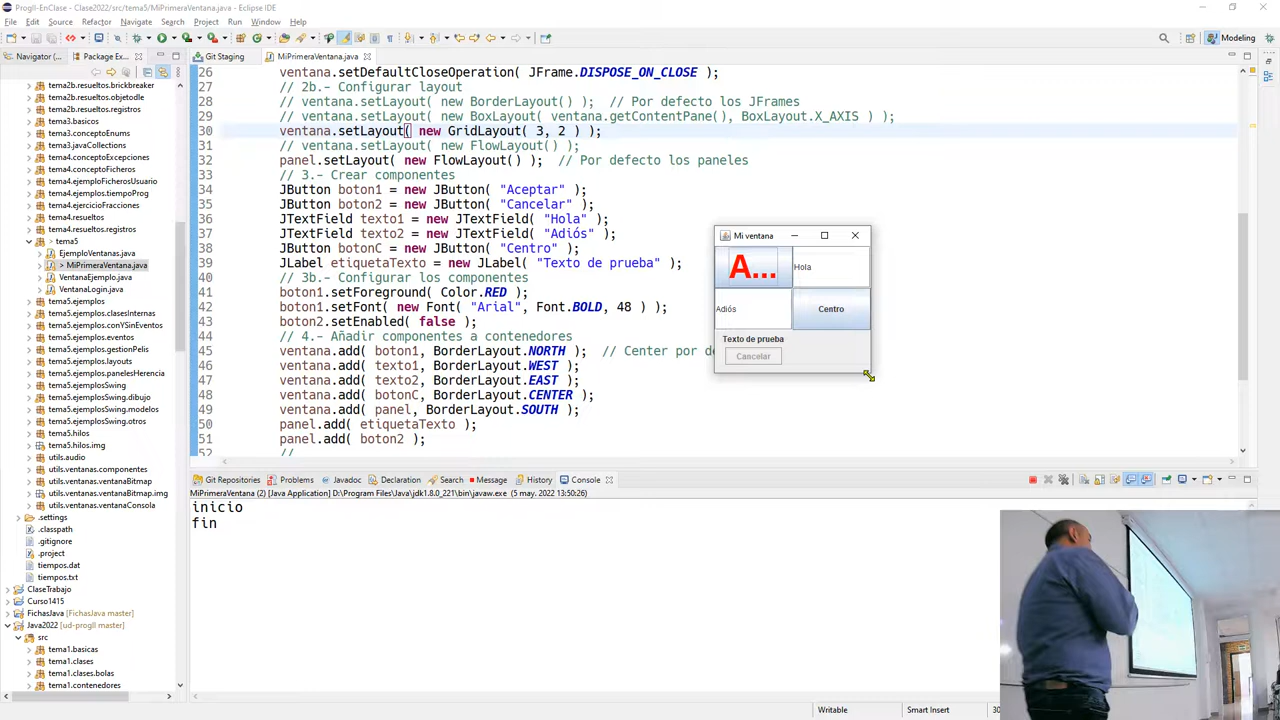 ProgII-EnClase - Clase2022/src/tema5/MiPrimeraVentana.java - Eclipse IDE
File Edit Source Refactor Navigate Search Project Run Window Help
Modeling
Navigator (...
Package Exp...
Git Staging
MiPrimeraVentana.java
tema2b.resueltos.brickbreaker
tema2b.resueltos.objetodle
tema2b.resueltos.registros
tema3.basicos
tema3.conceptoEnums
tema3.javaCollections
tema4.conceptoExcepciones
tema4.conceptoFicheros
tema4.ejemploFicherosUsuario
tema4.ejemplos.tiempoProg
tema4.ejercicioFracciones
tema4.resueltos
tema4.resueltos.registros
> tema5
EjemploVentanas.java
> MiPrimeraVentana.java
VentanaEjemplo.java
VentanaLogin.java
tema5.ejemplos
tema5.ejemplos.clasesInternas
tema5.ejemplos.conYSinEventos
tema5.ejemplos.eventos
tema5.ejemplos.gestionPelis
tema5.ejemplos.layouts
tema5.ejemplos.panelesHerencia
tema5.ejemplosSwing
tema5.ejemplosSwing.dibujo
tema5.ejemplosSwing.modelos
tema5.ejemplosSwing.otros
tema5.hilos
tema5.hilos.img
utils.audio
utils.ventanas.componentes
utils.ventanas.ventanaBitmap
utils.ventanas.ventanaBitmap.img
utils.ventanas.ventanaConsola
.settings
.classpath
.gitignore
.project
tiempos.dat
tiempos.txt
ClaseTrabajo
Curso1415
FichasJava [FichasJava master]
Java2022 [ud-progII master]
src
tema1.basicas
tema1.clases
tema1.clases.bolas
tema1.contenedores
26 ventana.setDefaultCloseOperation( JFrame.DISPOSE_ON_CLOSE );
27 // 2b.- Configurar layout
28 // ventana.setLayout( new BorderLayout() ); // Por defecto los JFrames
29 // ventana.setLayout( new BoxLayout( ventana.getContentPane(), BoxLayout.X_AXIS ) );
30 ventana.setLayout( new GridLayout( 3, 2 ) );
31 // ventana.setLayout( new FlowLayout() );
32 panel.setLayout( new FlowLayout() ); // Por defecto los paneles
33 // 3.- Crear componentes
34 JButton boton1 = new JButton( "Aceptar" );
35 JButton boton2 = new JButton( "Cancelar" );
36 JTextField texto1 = new JTextField( "Hola" );
37 JTextField texto2 = new JTextField( "Adiós" );
38 JButton botonC = new JButton( "Centro" );
39 JLabel etiquetaTexto = new JLabel( "Texto de prueba" );
40 // 3b.- Configurar los componentes
41 boton1.setForeground( Color.RED );
42 boton1.setFont( new Font( "Arial", Font.BOLD, 48 ) );
43 boton2.setEnabled( false );
44 // 4.- Añadir componentes a contenedores
45 ventana.add( boton1, BorderLayout.NORTH ); // Center por de
46 ventana.add( texto1, BorderLayout.WEST );
47 ventana.add( texto2, BorderLayout.EAST );
48 ventana.add( botonC, BorderLayout.CENTER );
49 ventana.add( panel, BorderLayout.SOUTH );
50 panel.add( etiquetaTexto );
51 panel.add( boton2 );
52 //
Mi ventana
A...
Hola
Adiós
Centro
Texto de prueba
Cancelar
Git Repositories Problems Javadoc Declaration Search Message History Console
MiPrimeraVentana (2) [Java Application] D:\Program Files\Java\jdk1.8.0_221\bin\javaw.exe (5 may. 2022 13:50:26)
inicio
fin
Writable
Smart Insert
30